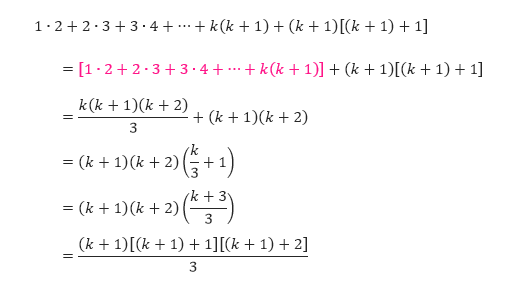 1 · 2 + 2 · 3 + 3 · 4 + ··· + k(k + 1) + (k + 1)[(k + 1) + 1]
= [1 · 2 + 2 · 3 + 3 · 4 + ··· + k(k + 1)] + (k + 1)[(k + 1) + 1]
= k(k + 1)(k + 2)/3 + (k + 1)(k + 2)
= (k + 1)(k + 2)(k/3 + 1)
= (k + 1)(k + 2)((k + 3)/3)
= (k + 1)[(k + 1) + 1][(k + 1) + 2]/3